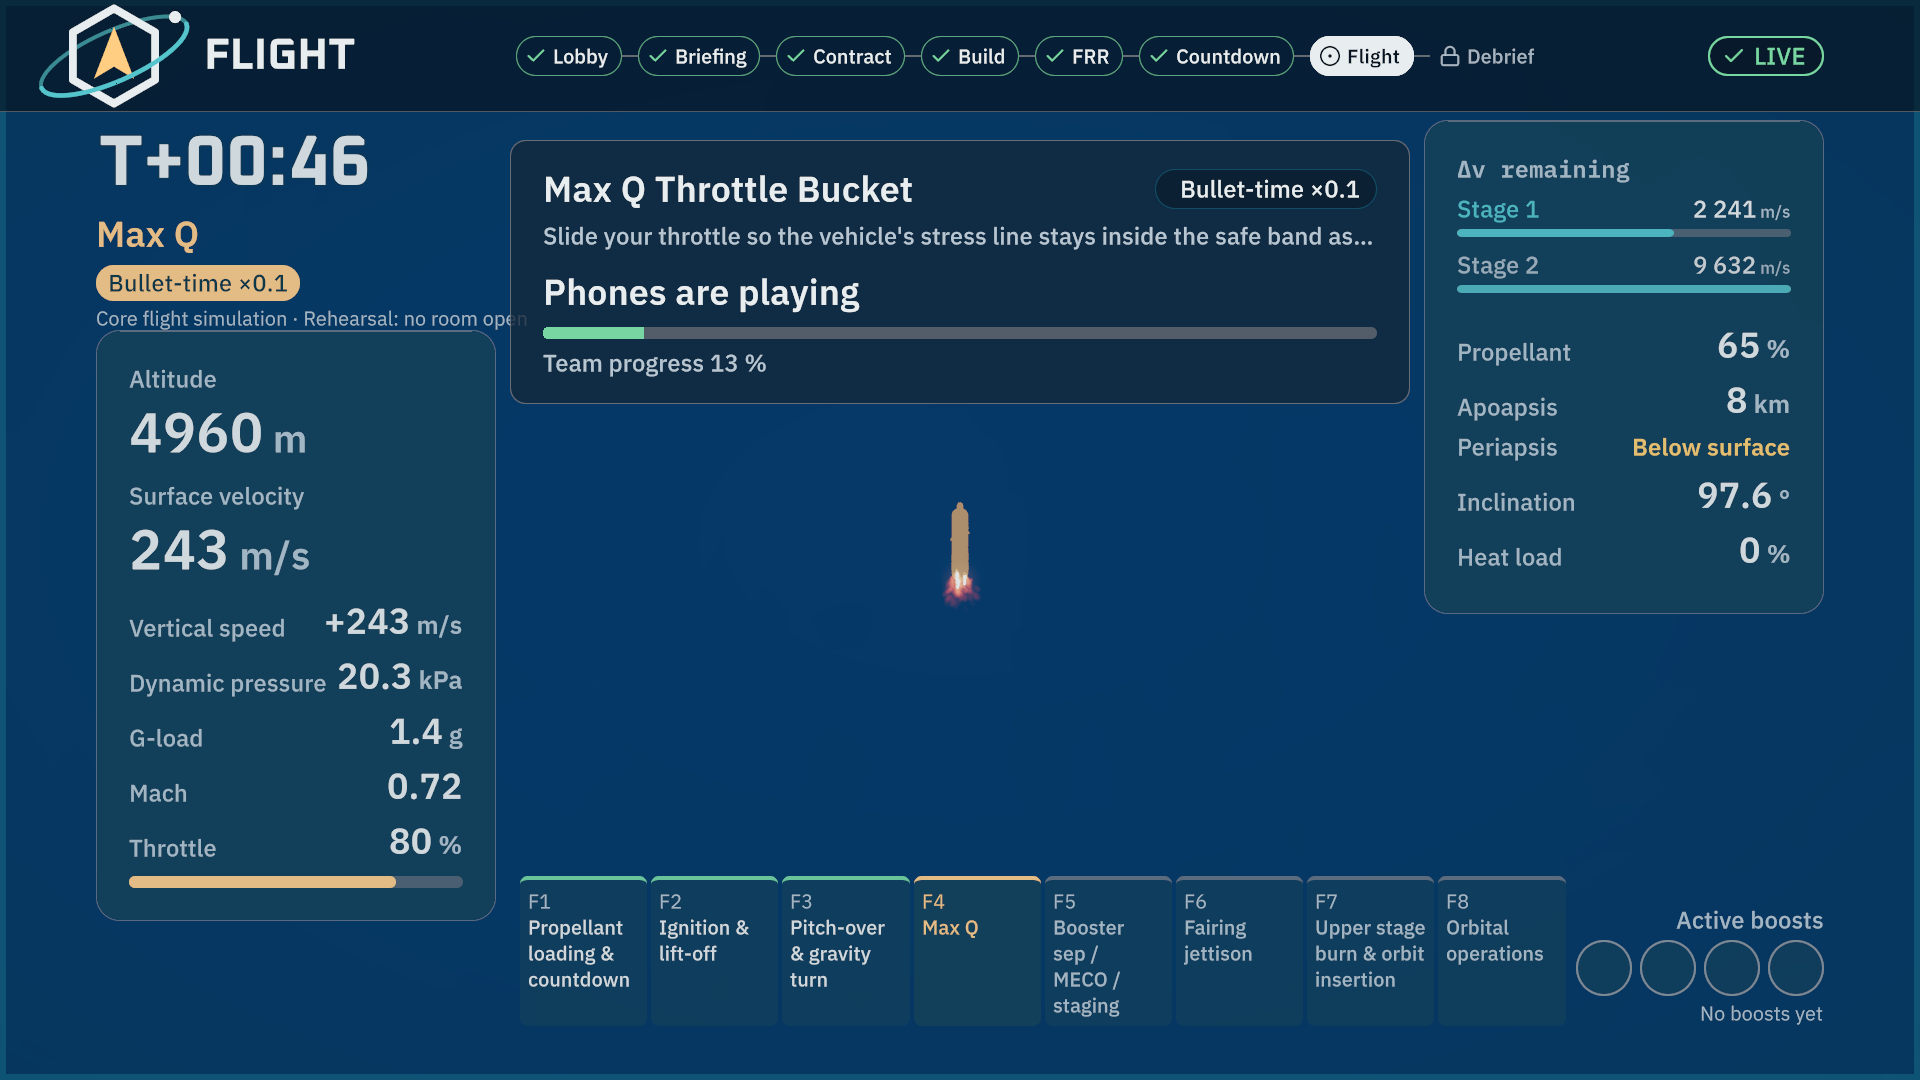 FLIGHT
Lobby
Briefing
Contract
Build
FRR
Countdown
Flight
Debrief
LIVE
T+00:46
Max Q
Bullet-time ×0.1
Core flight simulation · Rehearsal: no room open
Altitude
4960 m
Surface velocity
243 m/s
Vertical speed +243 m/s
Dynamic pressure 20.3 kPa
G-load 1.4 g
Mach 0.72
Throttle 80 %
Max Q Throttle Bucket
Bullet-time ×0.1
Slide your throttle so the vehicle's stress line stays inside the safe band as...
Phones are playing
Team progress 13 %
Δv remaining
Stage 1 2 241 m/s
Stage 2 9 632 m/s
Propellant 65 %
Apoapsis 8 km
Periapsis Below surface
Inclination 97.6 °
Heat load 0 %
F1
Propellant
loading &
countdown
F2
Ignition &
lift-off
F3
Pitch-over
& gravity
turn
F4
Max Q
F5
Booster
sep /
MECO /
staging
F6
Fairing
jettison
F7
Upper stage
burn & orbit
insertion
F8
Orbital
operations
Active boosts
No boosts yet